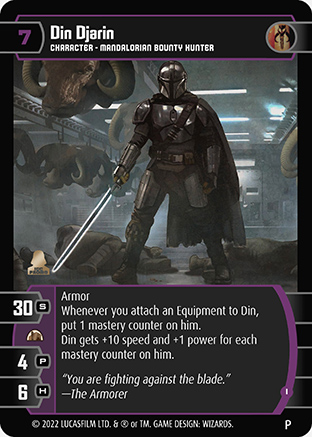 7
Din Djarin
CHARACTER - MANDALORIAN BOUNTY HUNTER
30 S
4 P
6 H
Armor
Whenever you attach an Equipment to Din,
put 1 mastery counter on him.
Din gets +10 speed and +1 power for each
mastery counter on him.
“You are fighting against the blade.”
—The Armorer
1
© 2022 LUCASFILM LTD. & ® or TM. GAME DESIGN: WIZARDS.
P